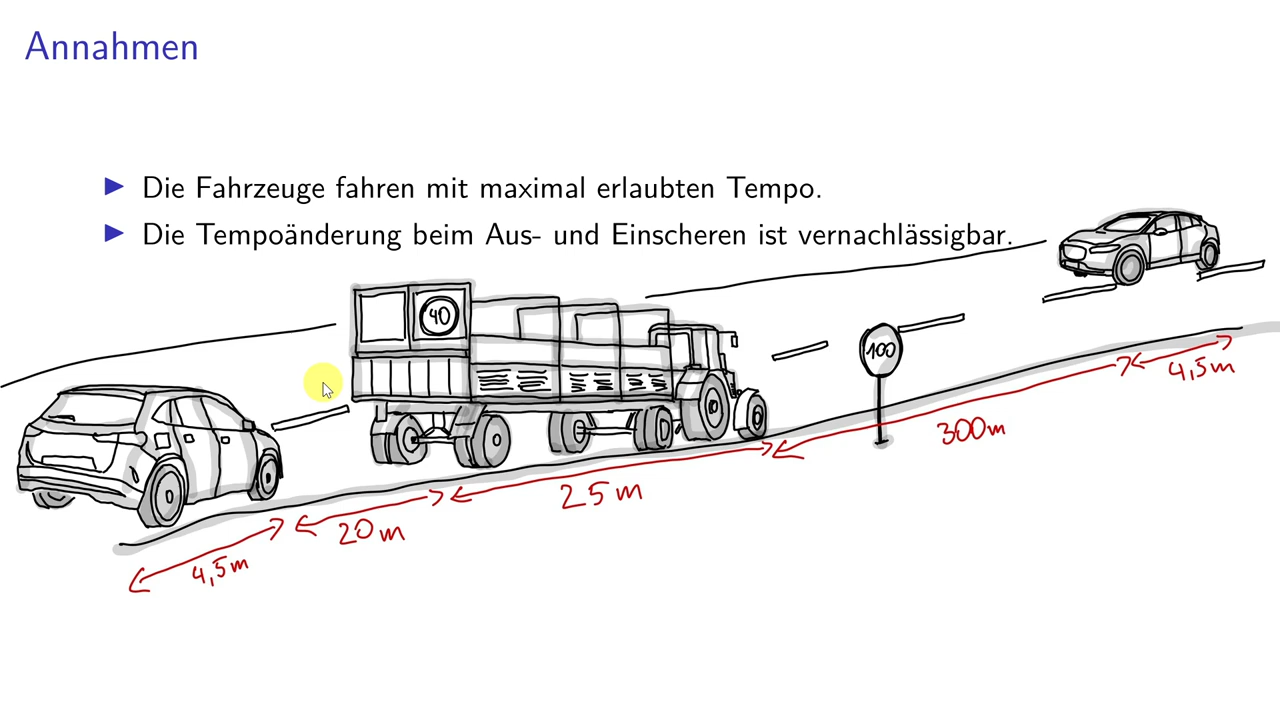 Annahmen
Die Fahrzeuge fahren mit maximal erlaubten Tempo.
Die Tempoänderung beim Aus- und Einscheren ist vernachlässigbar.
40
100
4,5m
300m
25m
20m
4,5m